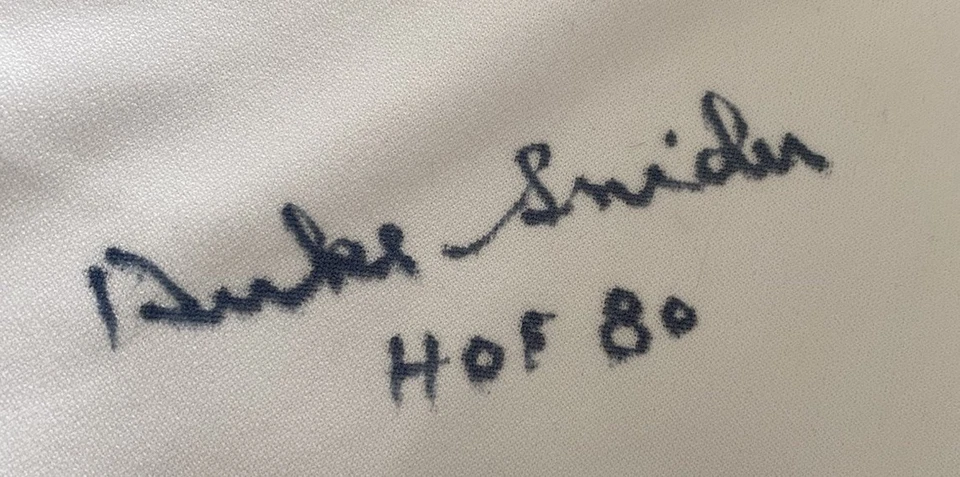 Duke Snider
HOF 80